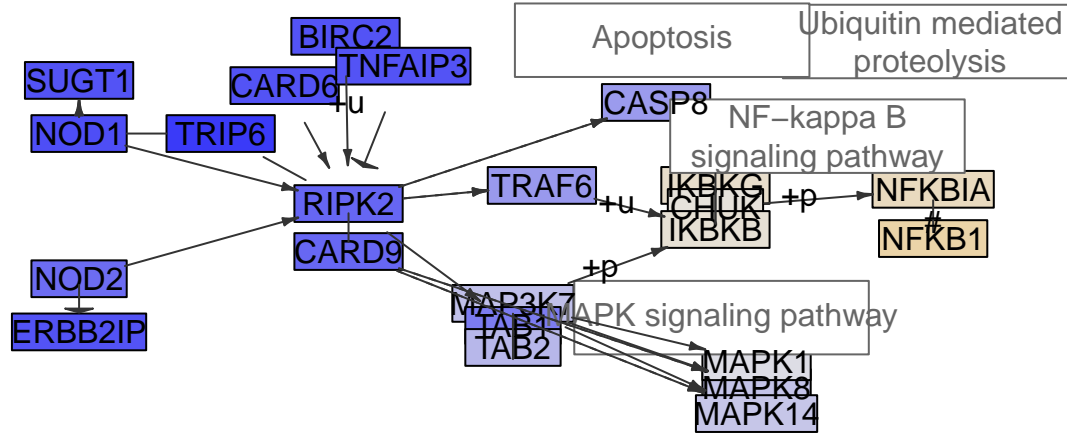 BIRC2
Apoptosis
Ubiquitin mediated
proteolysis
TNFAIP3
SUGT1
CARD6
+u
CASP8
NOD1
TRIP6
NF−kappa B
signaling pathway
RIPK2
TRAF6
+u
IKBKG
CHUK
IKBKB
+p
NFKBIA
#
NFKB1
CARD9
NOD2
+p
MAP3K7
TAB1
TAB2
MAPK signaling pathway
ERBB2IP
MAPK1
MAPK8
MAPK14